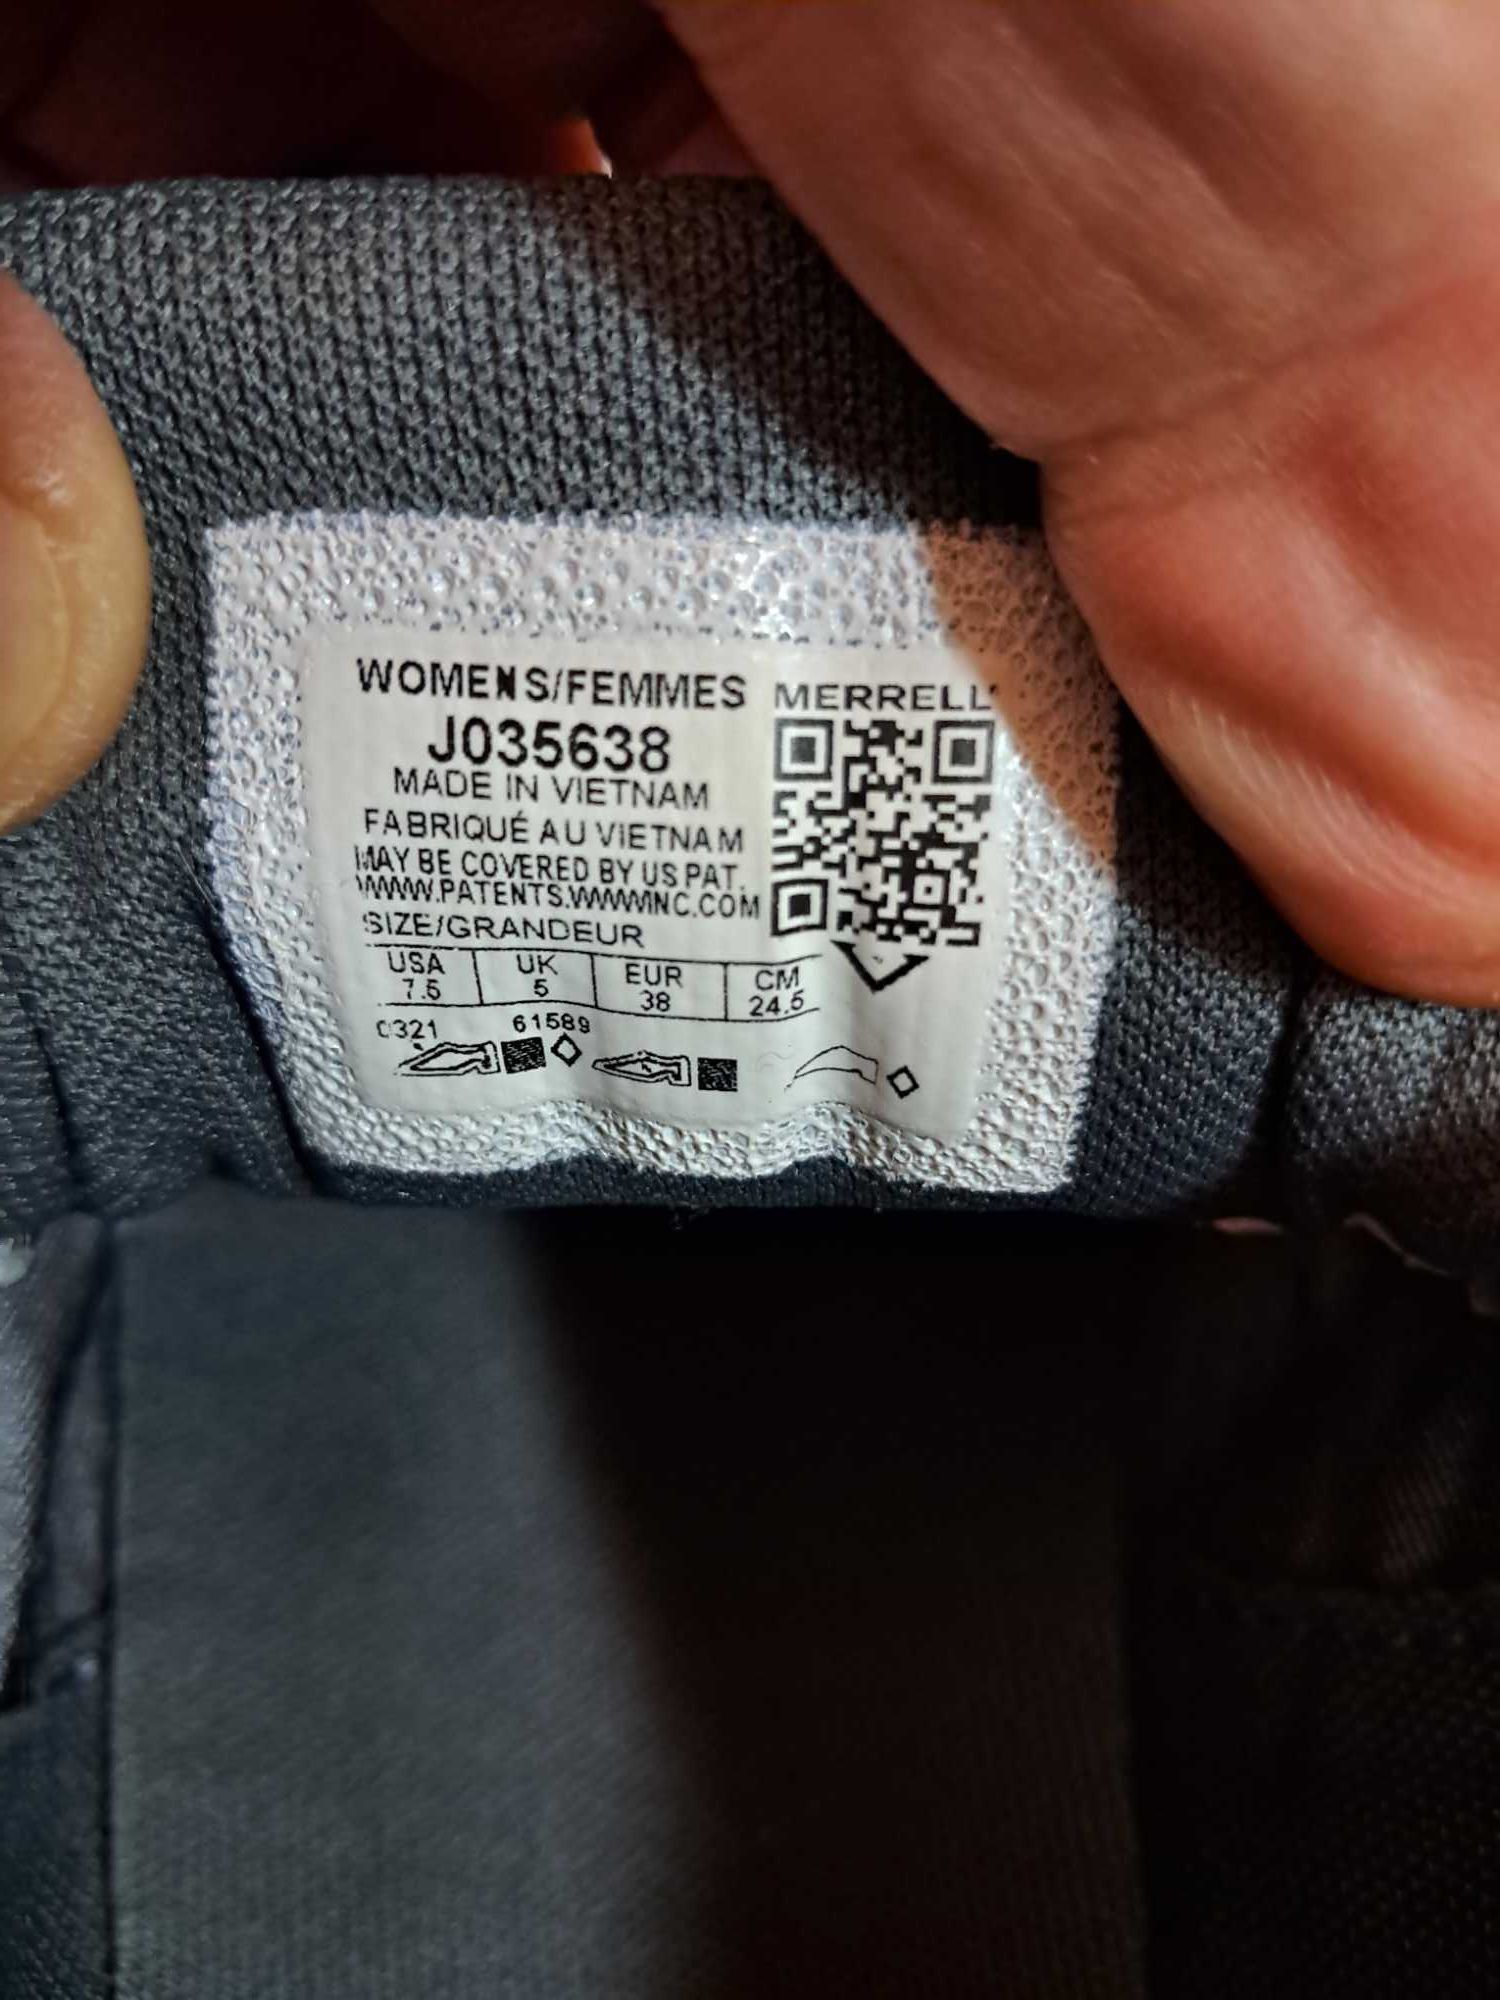 WOMENS/FEMMES
J035638
MADE IN VIETNAM
FABRIQUÉ AU VIETNAM
MAY BE COVERED BY US PAT.
WWW.PATENTS.WWWINC.COM
SIZE/GRANDEUR
USA UK EUR CM
7.5 5 38 24.5
0321 61589
MERRELL